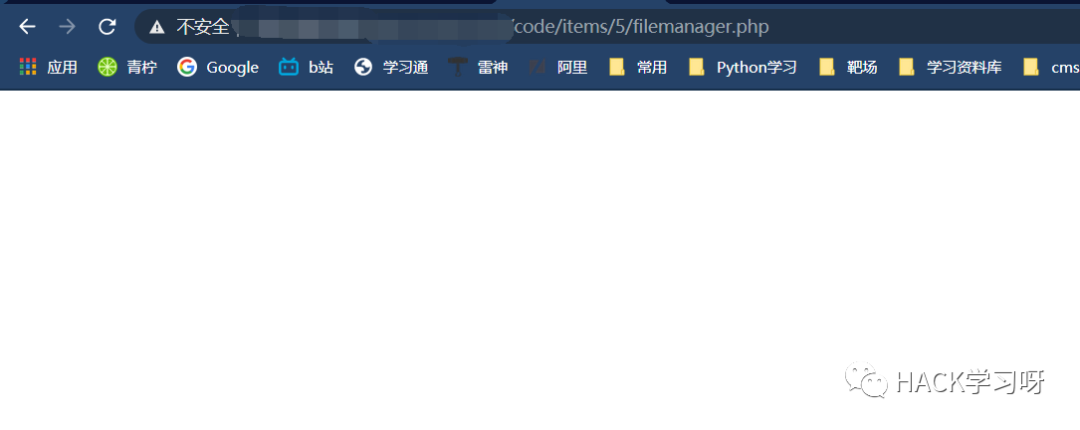 不安全 /code/items/5/filemanager.php
应用 青柠 Google b站 学习通 雷神 阿里 常用 Python学习 靶场 学习资料库 cms
HACK学习呀